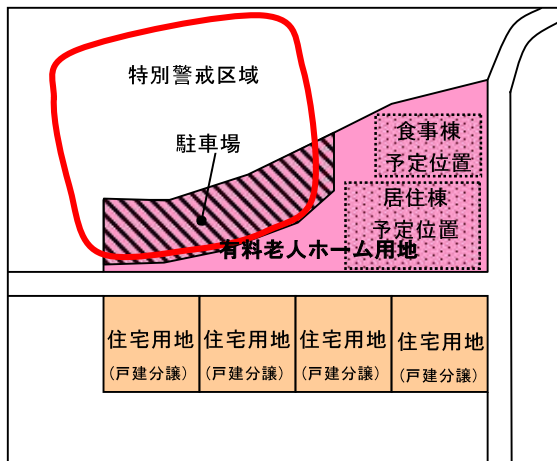 特別警戒区域
駐車場
食事棟
予定位置
居住棟
予定位置
有料老人ホーム用地
住宅用地
(戸建分譲)
住宅用地
(戸建分譲)
住宅用地
(戸建分譲)
住宅用地
(戸建分譲)